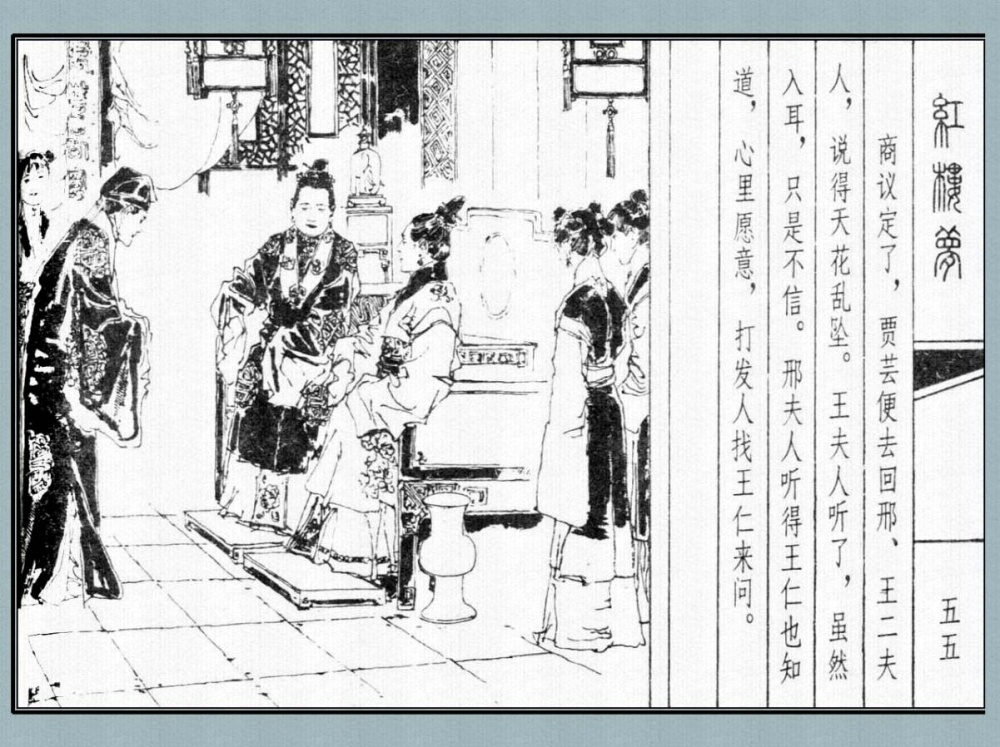 紅樓夢
五五
商议定了，贾芸便去回邢、王二夫
人，说得天花乱坠。王夫人听了，虽然
入耳，只是不信。邢夫人听得王仁也知
道，心里愿意，打发人找王仁来问。